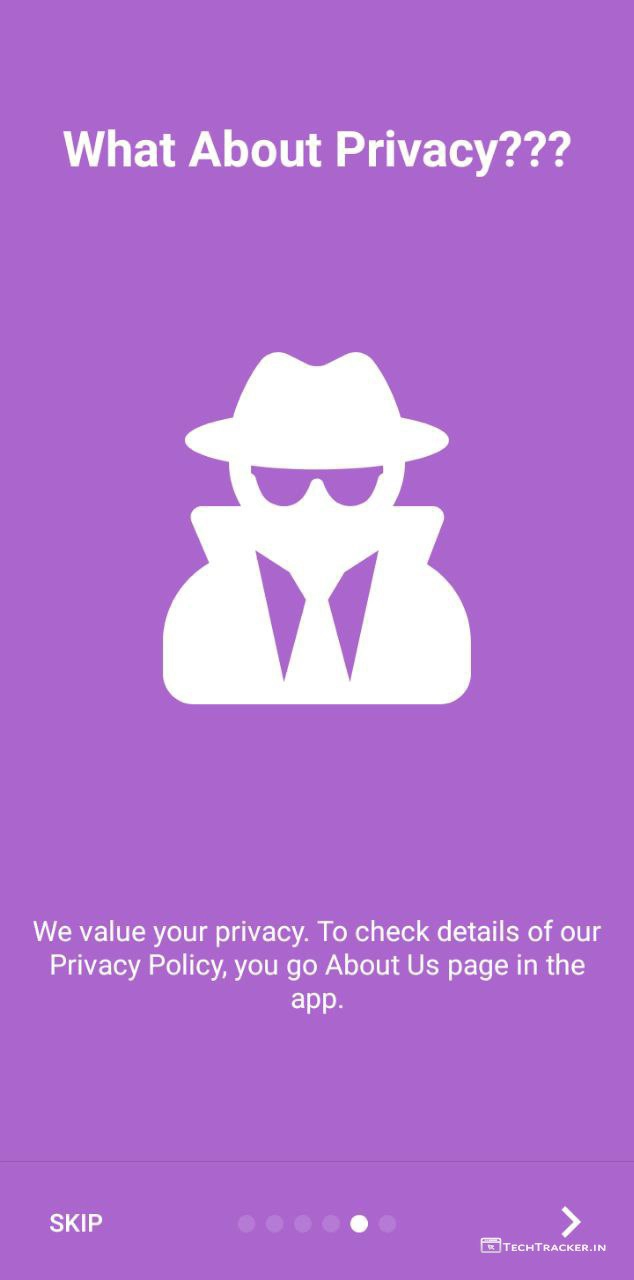 What About Privacy???
We value your privacy. To check details of our
Privacy Policy, you go About Us page in the
app.
SKIP
TechTracker.in